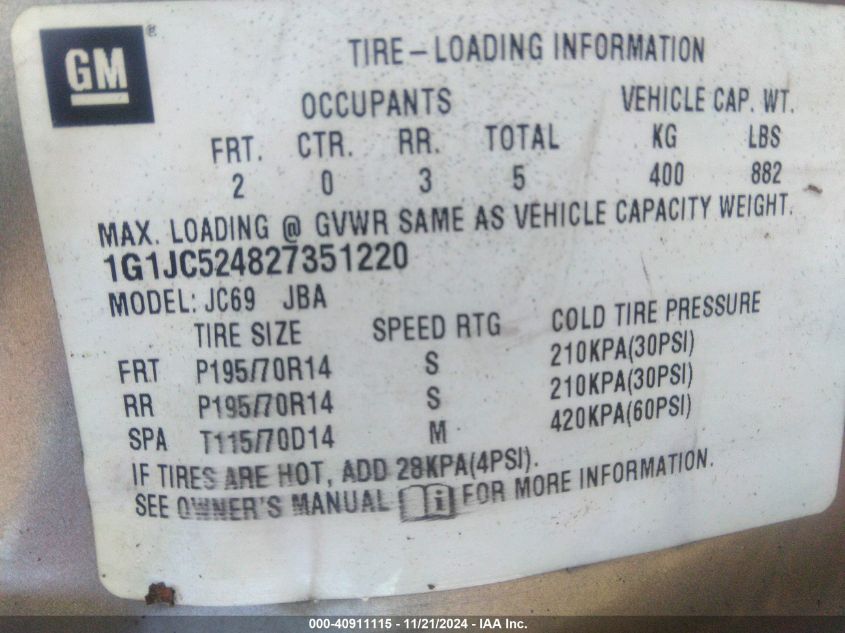 GM ®
TIRE-LOADING INFORMATION
OCCUPANTS VEHICLE CAP. WT.
FRT. CTR. RR. TOTAL KG LBS
2 0 3 5 400 882
MAX. LOADING @ GVWR SAME AS VEHICLE CAPACITY WEIGHT.
1G1JC524827351220
MODEL: JC69 JBA
TIRE SIZE SPEED RTG COLD TIRE PRESSURE
FRT P195/70R14 S 210KPA(30PSI)
RR P195/70R14 S 210KPA(30PSI)
SPA T115/70D14 M 420KPA(60PSI)
IF TIRES ARE HOT, ADD 28KPA(4PSI).
SEE OWNER'S MANUAL i FOR MORE INFORMATION.
000-40911115 - 11/21/2024 - IAA Inc.